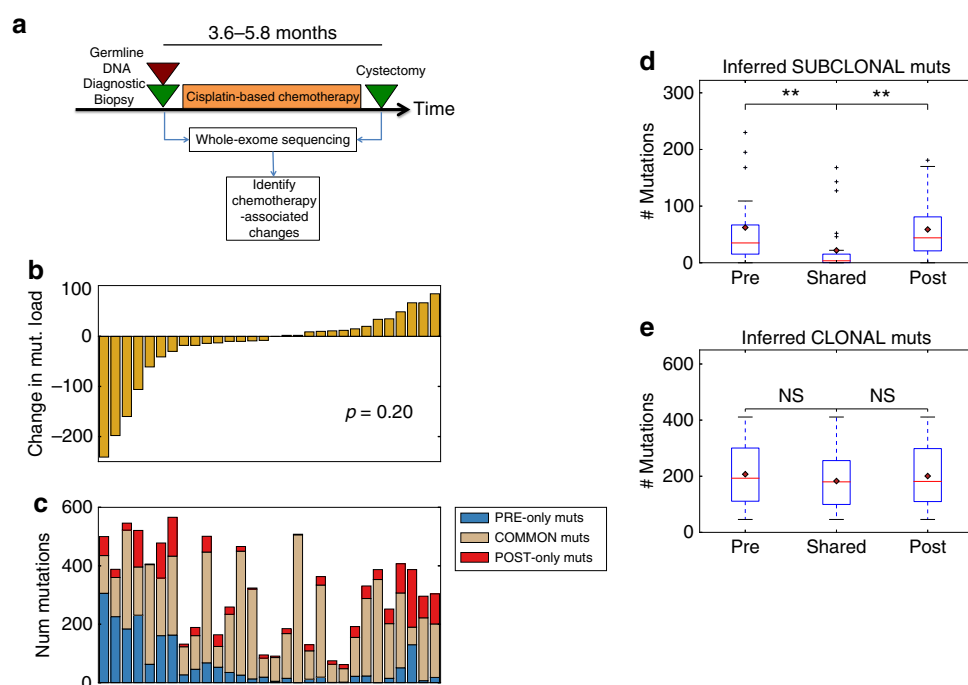 a
3.6–5.8 months
Germline
DNA
Diagnostic
Biopsy
Cisplatin-based chemotherapy
Cystectomy
Time
Whole-exome sequencing
Identify
chemotherapy
-associated
changes
b
Change in mut. load
100
0
−100
−200
p = 0.20
c
Num mutations
600
400
200
0
PRE-only muts
COMMON muts
POST-only muts
d
Inferred SUBCLONAL muts
# Mutations
300
200
100
0
** **
Pre Shared Post
e
Inferred CLONAL muts
# Mutations
600
400
200
0
NS NS
Pre Shared Post